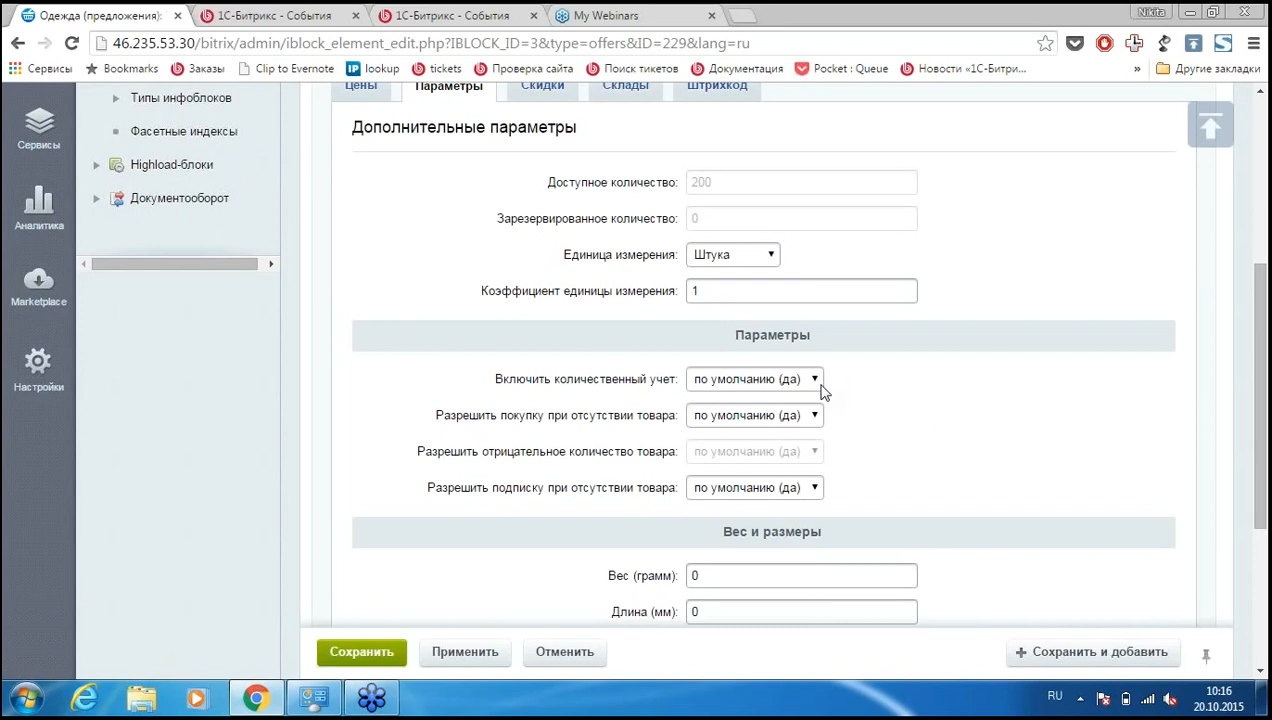 Одежда (предложения):
1С-Битрикс - События
1С-Битрикс - События
My Webinars
Nikita
46.235.53.30/bitrix/admin/iblock_element_edit.php?IBLOCK_ID=3&type=offers&ID=229&lang=ru
Сервисы
Bookmarks
Заказы
Clip to Evernote
IP lookup
tickets
Проверка сайта
Поиск тикетов
Документация
Pocket : Queue
Новости «1С-Битри...
»
Другие закладки
Сервисы
Аналитика
Marketplace
Настройки
Типы инфоблоков
Фасетные индексы
Highload-блоки
Документооборот
Цены
Параметры
Скидки
Склады
Штрихкод
Дополнительные параметры
Доступное количество: 200
Зарезервированное количество: 0
Единица измерения: Штука
Коэффициент единицы измерения: 1
Параметры
Включить количественный учет: по умолчанию (да)
Разрешить покупку при отсутствии товара: по умолчанию (да)
Разрешить отрицательное количество товара: по умолчанию (да)
Разрешить подписку при отсутствии товара: по умолчанию (да)
Вес и размеры
Вес (грамм): 0
Длина (мм): 0
Сохранить
Применить
Отменить
Сохранить и добавить
RU
10:16
20.10.2015